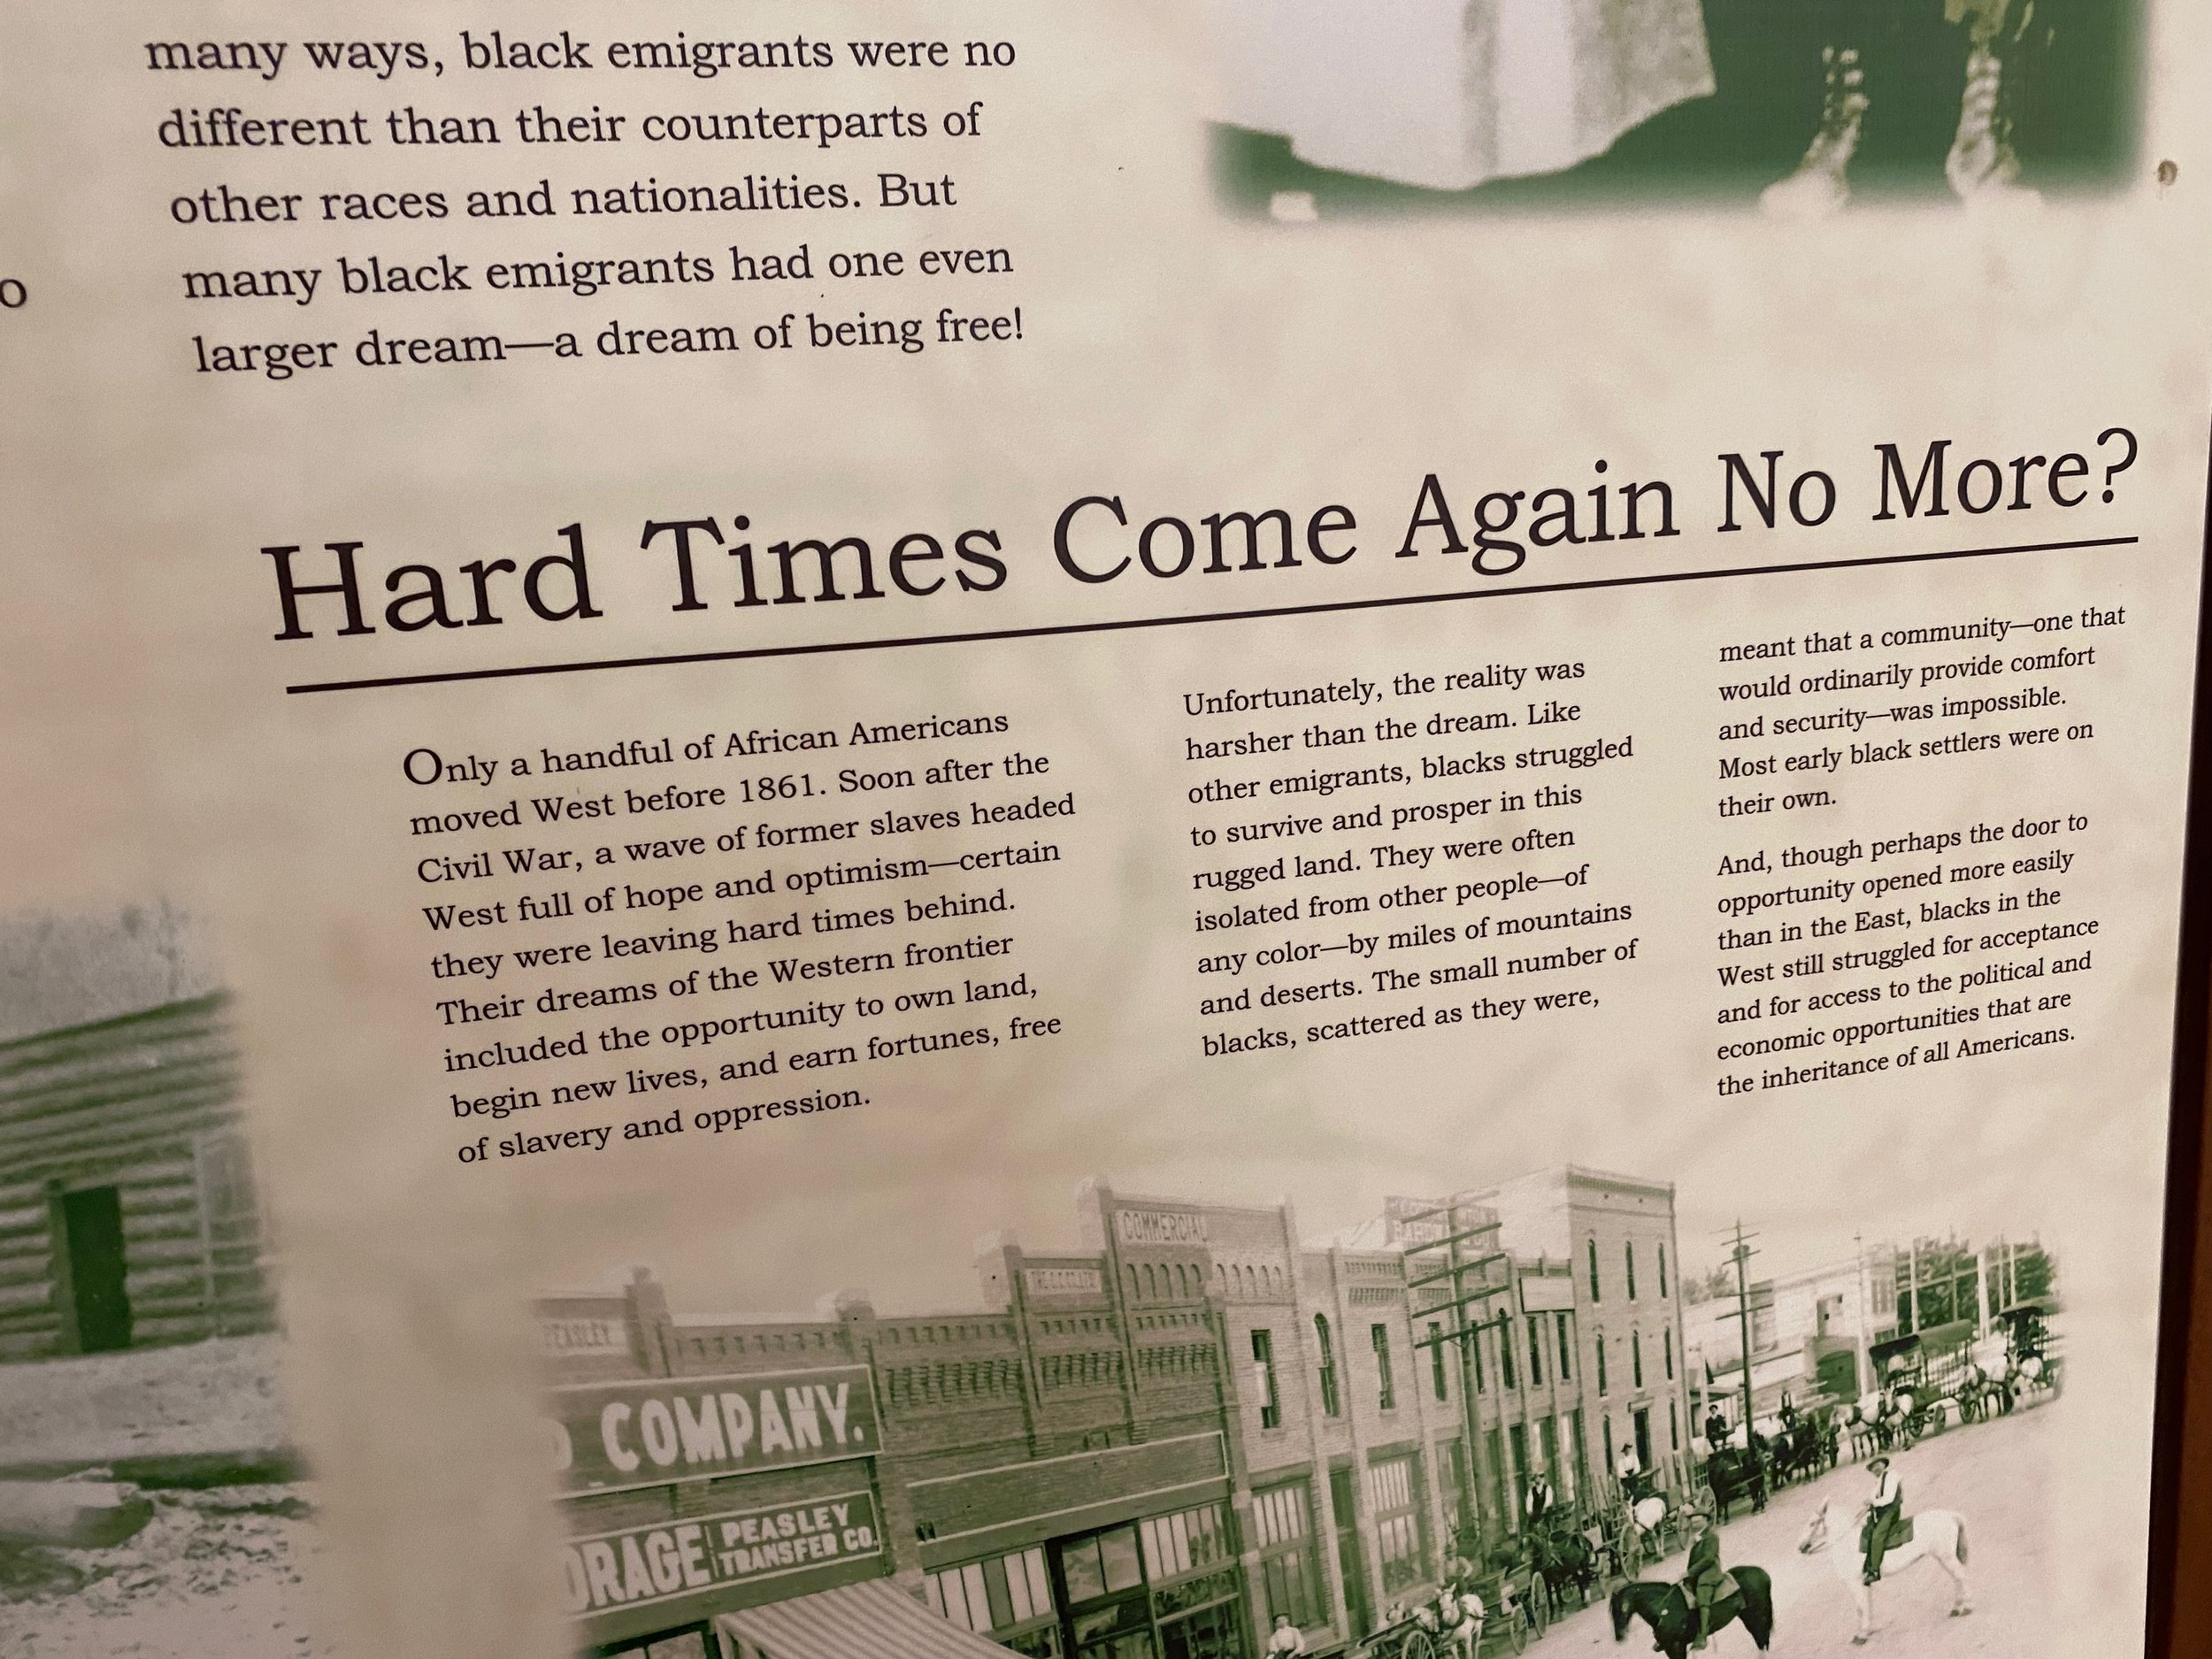 many ways, black emigrants were no
different than their counterparts of
other races and nationalities. But
many black emigrants had one even
larger dream—a dream of being free!
o
Hard Times Come Again No More?
Only a handful of African Americans
moved West before 1861. Soon after the
Civil War, a wave of former slaves headed
West full of hope and optimism—certain
they were leaving hard times behind.
Their dreams of the Western frontier
included the opportunity to own land,
begin new lives, and earn fortunes, free
of slavery and oppression.
Unfortunately, the reality was
harsher than the dream. Like
other emigrants, blacks struggled
to survive and prosper in this
rugged land. They were often
isolated from other people—of
any color—by miles of mountains
and deserts. The small number of
blacks, scattered as they were,
meant that a community—one that
would ordinarily provide comfort
and security—was impossible.
Most early black settlers were on
their own.
And, though perhaps the door to
opportunity opened more easily
than in the East, blacks in the
West still struggled for acceptance
and for access to the political and
economic opportunities that are
the inheritance of all Americans.
COMMERCIAL
PEASLEY
COMPANY.
ORAGE
PEASLEY
TRANSFER CO.